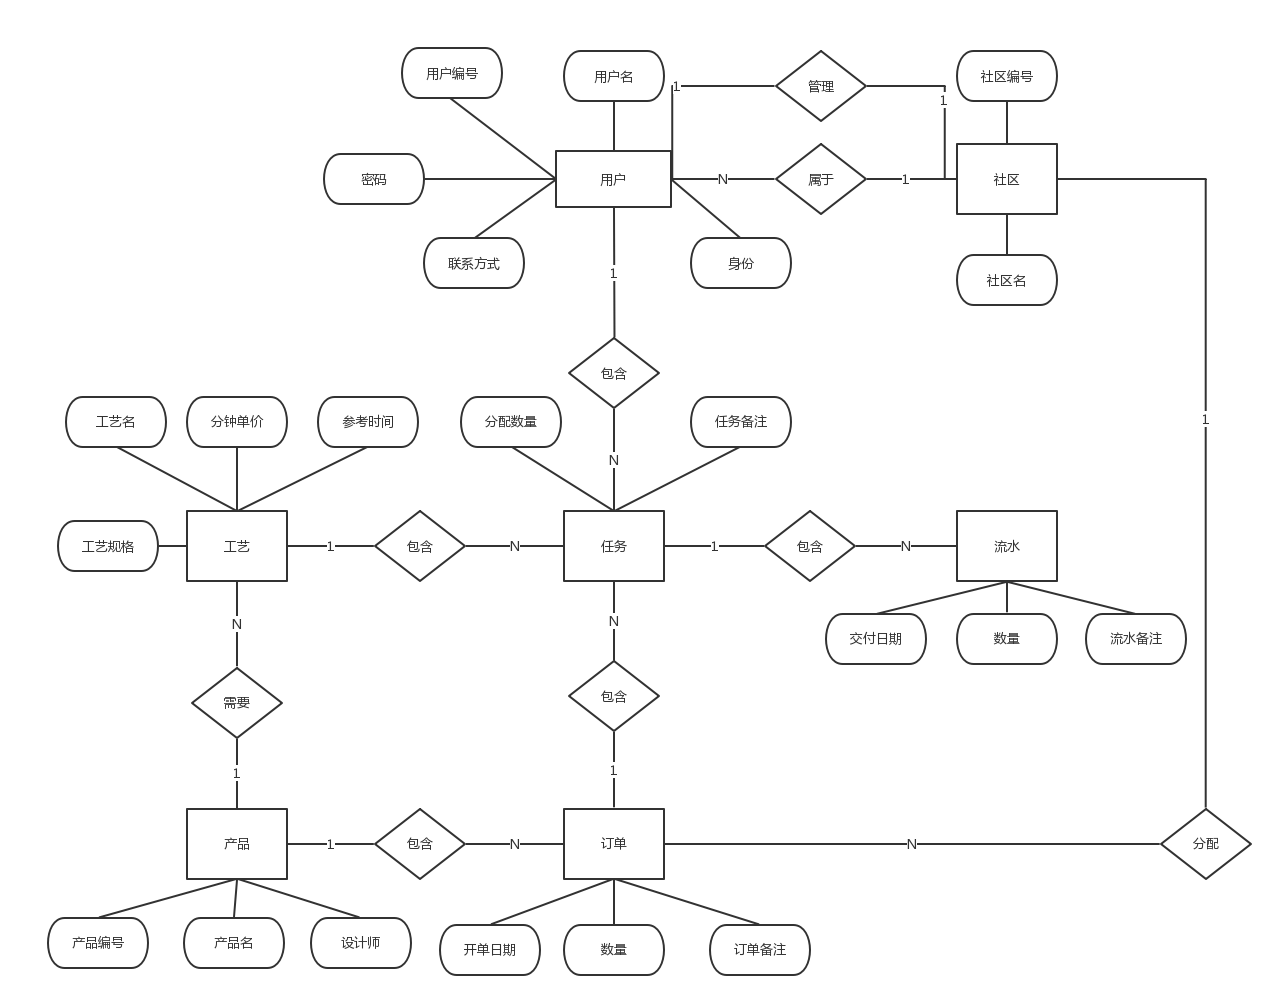 用户编号
用户名
1
管理
社区编号
1
密码
用户
N
属于
1
社区
联系方式
身份
社区名
1
包含
工艺名
分钟单价
参考时间
分配数量
任务备注
1
N
工艺规格
工艺
1
包含
N
任务
1
包含
N
流水
N
N
交付日期
数量
流水备注
需要
包含
1
1
产品
1
包含
N
订单
N
分配
产品编号
产品名
设计师
开单日期
数量
订单备注